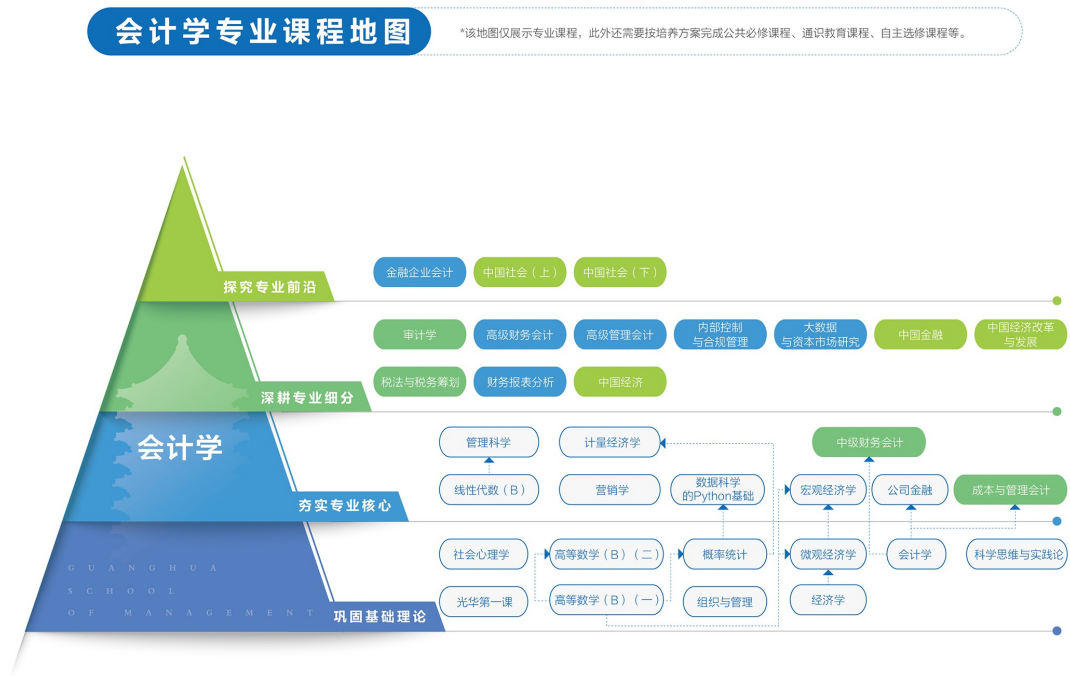 会计学专业课程地图
*该地图仅展示专业课程，此外还需要按培养方案完成公共必修课程、通识教育课程、自主选修课程等。
金融企业会计
中国社会（上）
中国社会（下）
探究专业前沿
审计学
高级财务会计
高级管理会计
内部控制
与合规管理
大数据
与资本市场研究
中国金融
中国经济改革
与发展
税法与税务筹划
财务报表分析
中国经济
深耕专业细分
会计学
管理科学
计量经济学
中级财务会计
线性代数（B）
营销学
数据科学
的Python基础
宏观经济学
公司金融
成本与管理会计
夯实专业核心
社会心理学
高等数学（B）（二）
概率统计
微观经济学
会计学
科学思维与实践论
光华第一课
高等数学（B）（一）
组织与管理
经济学
GUANGHUA
SCHOOL
OF MANAGEMENT
巩固基础理论